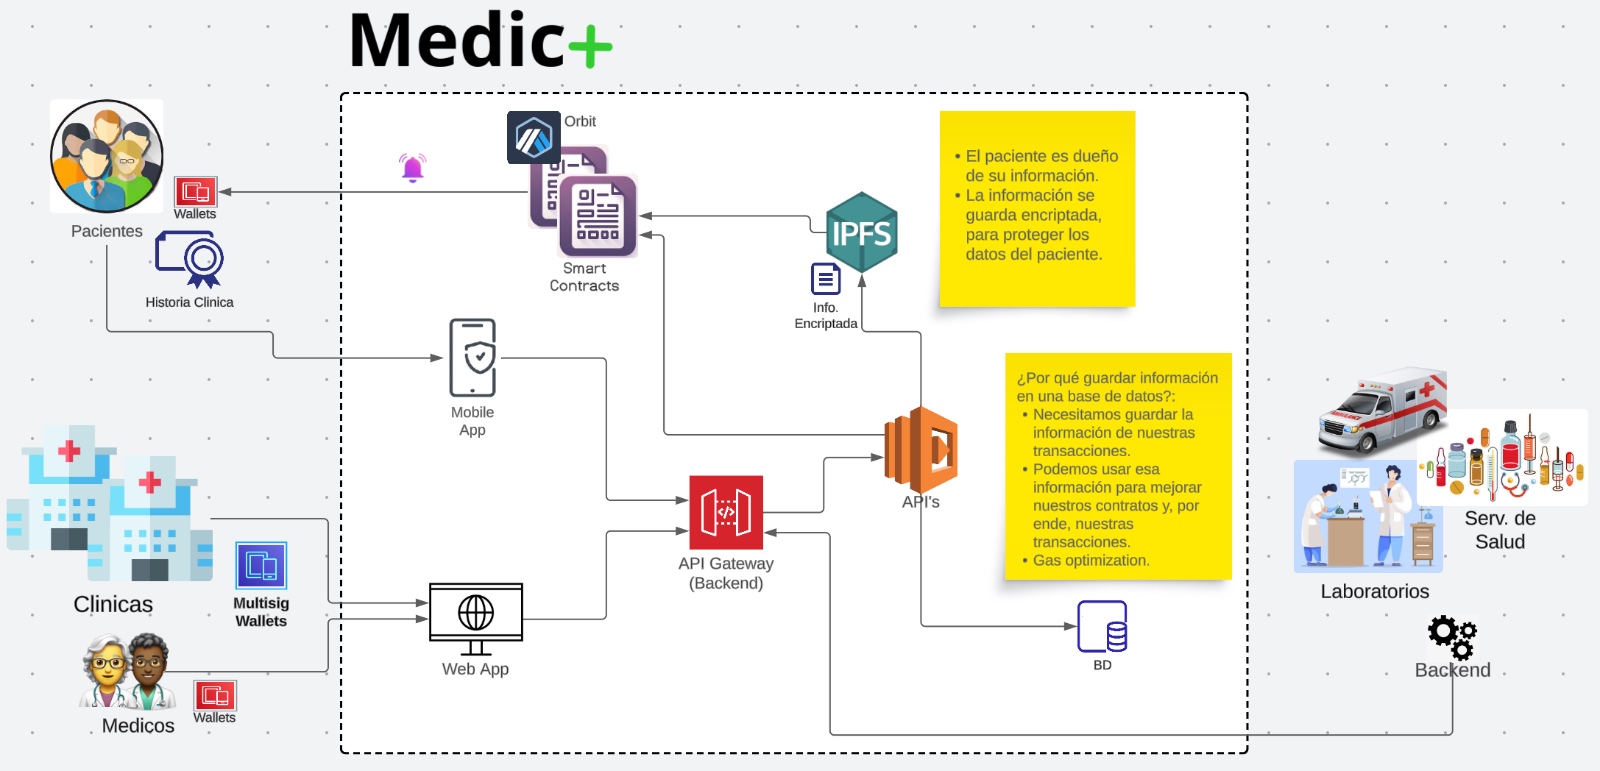 Medic+
Orbit
Smart
Contracts
Wallets
Pacientes
Historia Clinica
IPFS
Info.
Encriptada
• El paciente es dueño
de su información.
• La información se
guarda encriptada,
para proteger los
datos del paciente.
Mobile
App
¿Por qué guardar información
en una base de datos?:
• Necesitamos guardar la
información de nuestras
transacciones.
• Podemos usar esa
información para mejorar
nuestros contratos y, por
ende, nuestras
transacciones.
• Gas optimization.
API's
API Gateway
(Backend)
Clinicas
Multisig
Wallets
Medicos
Wallets
Web App
BD
AMBULANCE
Serv. de
Salud
Laboratorios
Backend